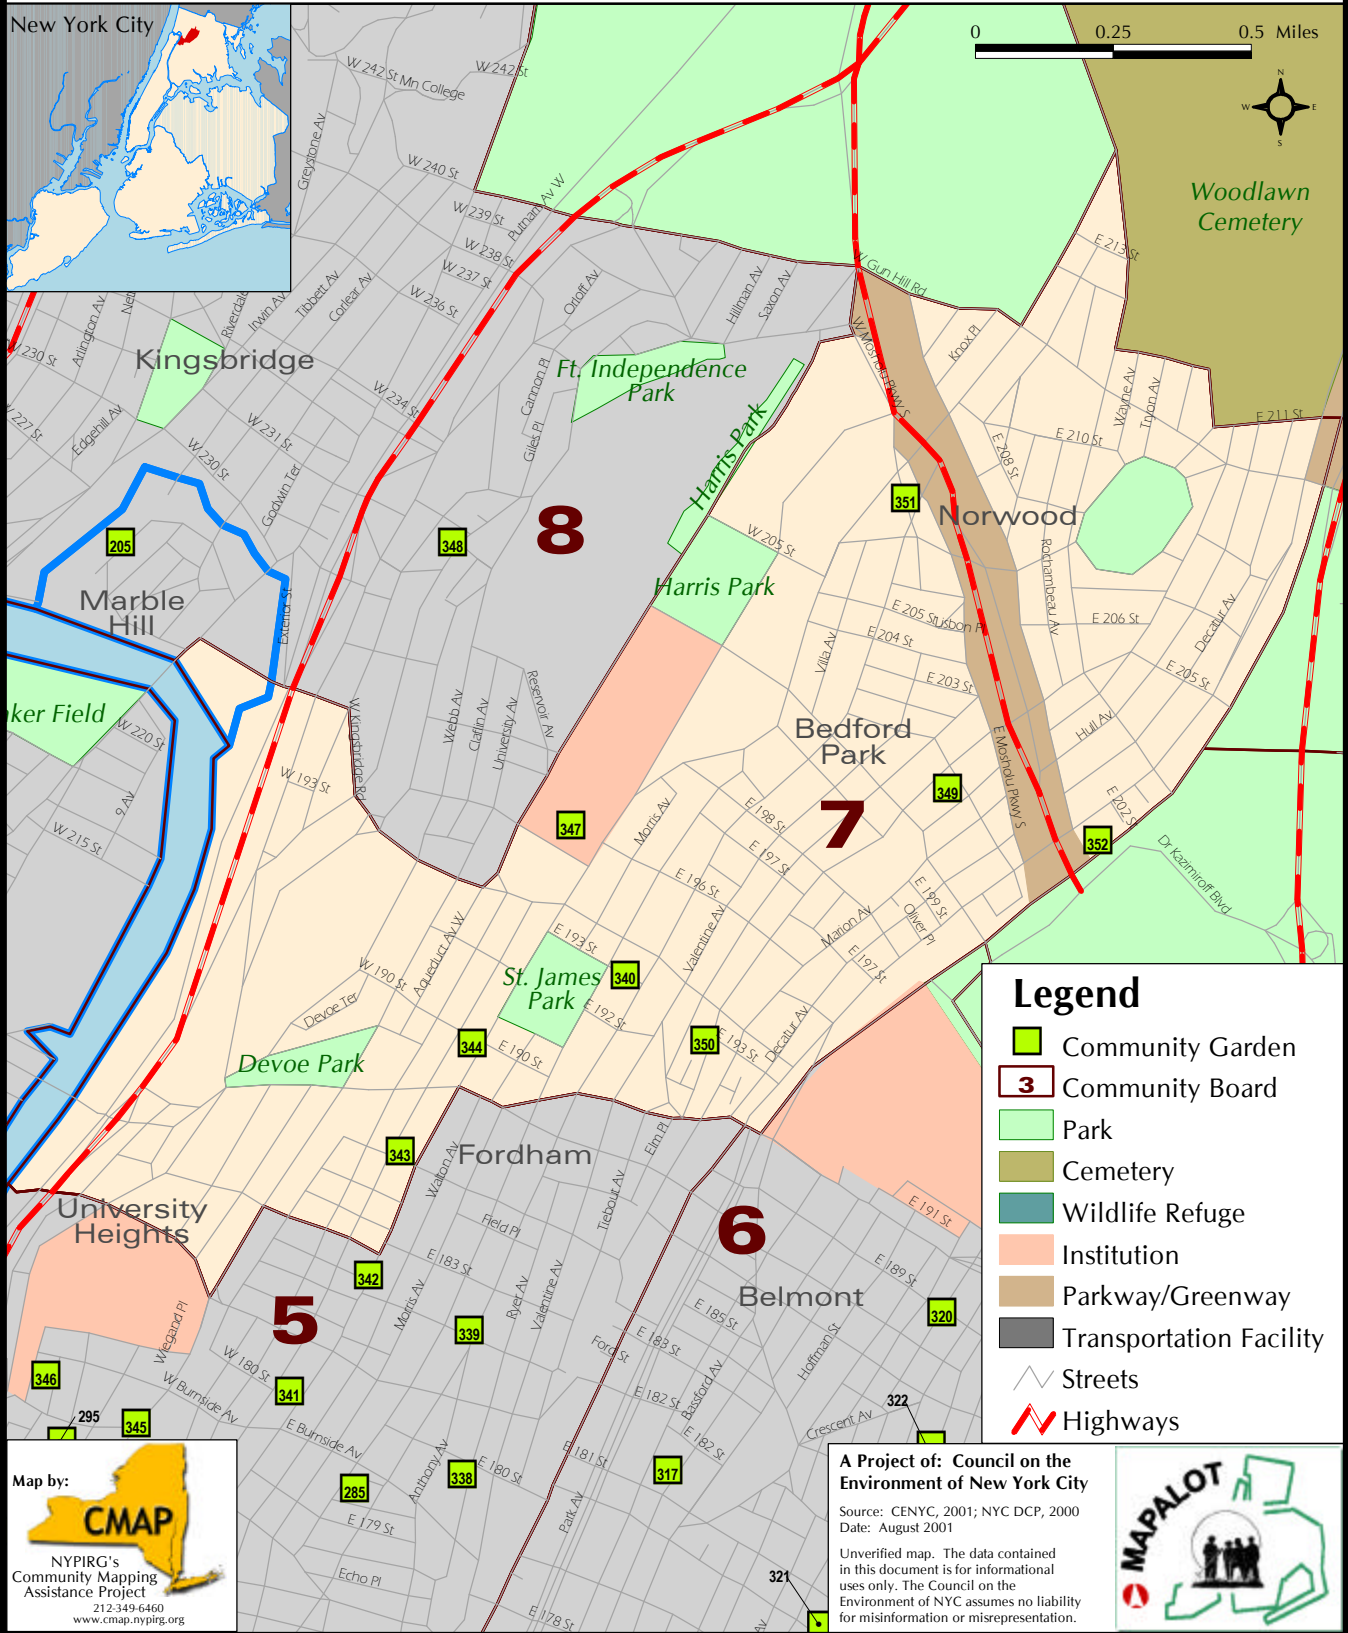 New York City
0 0.25 0.5 Miles
N
W E
S
Woodlawn
Cemetery
W 242 St Mn College
W 242 St
Greystone Av
W 240 St
W 239 St
Putnam Av W
W 238 St
W 237 St
W 236 St
Orloff Av
Hillman Av
Saxon Av
W Gun Hill Rd
E 213 St
Riverdale
Irwin Av
Tibbett Av
Corlear Av
Arlington Av
W 230 St
Kingsbridge
W 234 St
Cannon Pl
Ft. Independence
Park
W Mosholu Pkwy S
Knox Pl
Wayne Av
Tryon Av
E 211 St
W 227 St
Edgehill Av
W 231 St
W 230 St
Godwin Ter
Giles Pl
Harris Park
E 210 St
E 208 St
351
Norwood
205
348
8
W 205 St
Harris Park
Rochambeau Av
Marble
Hill
Exterior St
E 205 St
Lisbon Pl
E 204 St
E 206 St
Decatur Av
Villa Av
E 203 St
E 205 St
Reservoir Av
Webb Av
Claflin Av
University Av
W Kingsbridge Rd
ker Field
W 220 St
Bedford
Park
E Mosholu Pkwy S
Hull Av
W 193 St
9 Av
W 215 St
347
Morris Av
E 198 St
7
349
E 202 St
352
Dr Kazimiroff Blvd
E 197 St
E 196 St
E 199 St
Oliver Pl
Marion Av
E 197 St
Valentine Av
Aqueduct Av W
E 193 St
W 190 St
St. James
Park
340
Devoe Ter
E 192 St
344
E 190 St
350
E 193 St
Decatur Av
Devoe Park
343
Fordham
Walton Av
Elm Pl
University
Heights
Tiebout Av
6
E 191 St
Field Pl
E 183 St
342
E 189 St
Belmont
5
Morris Av
Ryer Av
Valentine Av
E 185 St
320
339
Ford St
E 183 St
Hoffman St
Wiegand Pl
W 180 St
346
341
W Burnside Av
E 182 St
Bassford Av
322
Crescent Av
295
345
E Burnside Av
E 182 St
E 181 St
Anthony Av
338
E 180 St
317
285
Park Av
E 179 St
Echo Pl
321
E 178 St
Av
Legend
Community Garden
3 Community Board
Park
Cemetery
Wildlife Refuge
Institution
Parkway/Greenway
Transportation Facility
Streets
Highways
Map by:
CMAP
NYPIRG's
Community Mapping
Assistance Project
212-349-6460
www.cmap.nypirg.org
A Project of: Council on the
Environment of New York City
Source: CENYC, 2001; NYC DCP, 2000
Date: August 2001
Unverified map. The data contained
in this document is for informational
uses only. The Council on the
Environment of NYC assumes no liability
for misinformation or misrepresentation.
MAPALOT